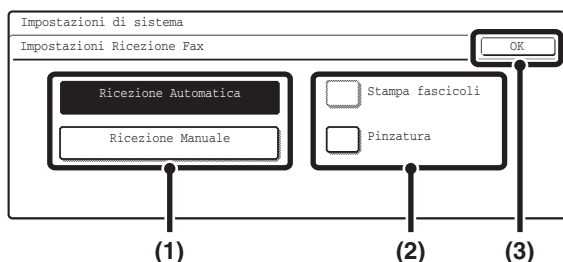 Impostazioni di sistema
Impostazioni Ricezione Fax
OK
Ricezione Automatica
Stampa fascicoli
Ricezione Manuale
Pinzatura
(1)
(2)
(3)